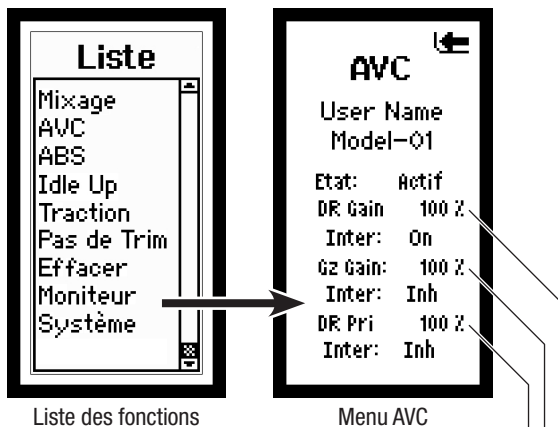 Liste
Mixage
AVC
ABS
Idle Up
Traction
Pas de Trim
Effacer
Moniteur
Système
Liste des fonctions
AVC
User Name
Model-01
Etat: Actif
DR Gain 100 %
Inter: On
Gz Gain: 100 %
Inter: Inh
DR Pri 100 %
Inter: Inh
Menu AVC